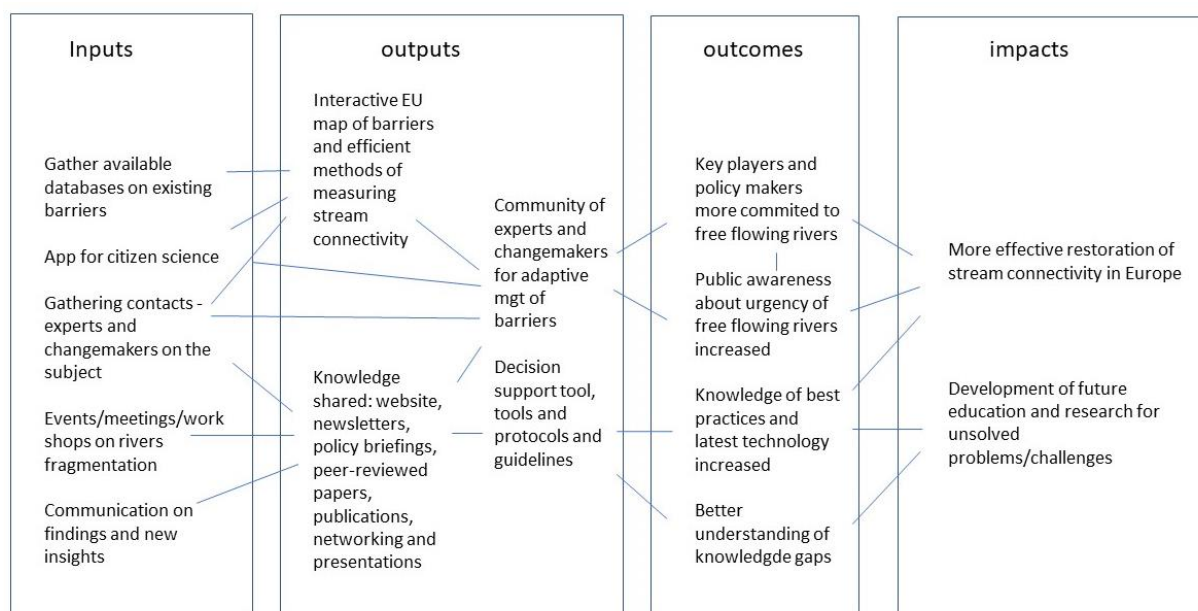 Inputs
Gather available
databases on existing
barriers
App for citizen science
Gathering contacts -
experts and
changemakers on the
subject
Events/meetings/work
shops on rivers
fragmentation
Communication on
findings and new
insights
outputs
Interactive EU
map of barriers
and efficient
methods of
measuring
stream
connectivity
Knowledge
shared: website,
newsletters,
policy briefings,
peer-reviewed
papers,
publications,
networking and
presentations
Community of
experts and
changemakers
for adaptive
mgt of
barriers
Decision
support tool,
tools and
protocols and
guidelines
outcomes
Key players and
policy makers
more commited to
free flowing rivers
Public awareness
about urgency of
free flowing rivers
increased
Knowledge of best
practices and
latest technology
increased
Better
understanding of
knowledgde gaps
impacts
More effective restoration of
stream connectivity in Europe
Development of future
education and research for
unsolved
problems/challenges